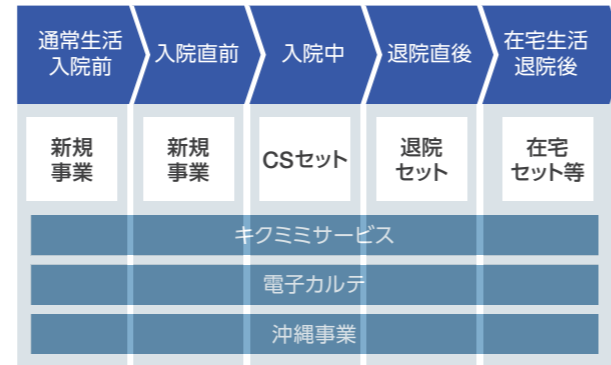 通常生活
入院前
入院直前
入院中
退院直後
在宅生活
退院後
新規
事業
新規
事業
CSセット
退院
セット
在宅
セット等
キクミミサービス
電子カルテ
沖縄事業